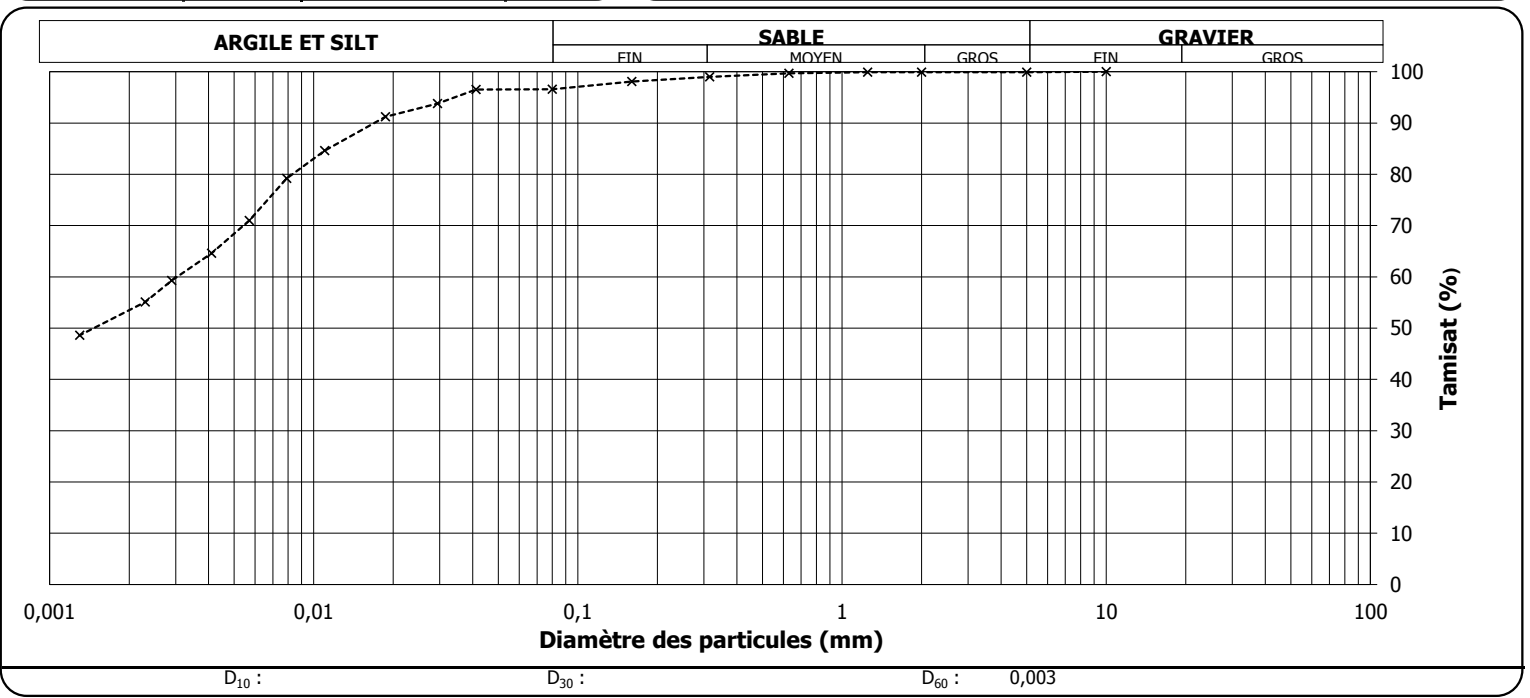 ARGILE ET SILT SABLE GRAVIER
FIN MOYEN GROS FIN GROS
100
90
80
70
60
50
40
30
20
10
0
Tamisat (%)
0,001 0,01 0,1 1 10 100
Diamètre des particules (mm)
D10 : D30 : D60 : 0,003